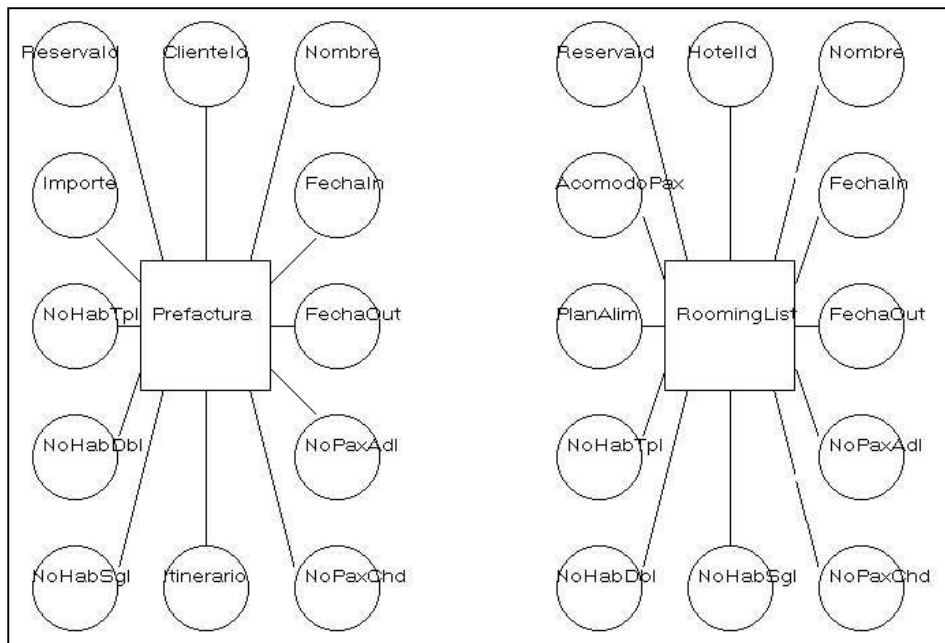 ReservaId ClienteId Nombre
Importe FechaIn
NoHabTpl Prefactura FechaOut
NoHabDbl NoPaxAdl
NoHabSgl Itinerario NoPaxChd
ReservaId HotelId Nombre
AcomodoPax FechaIn
PlanAlim RoomingList FechaOut
NoHabTpl NoPaxAdl
NoHabDbl NoHabSgl NoPaxChd